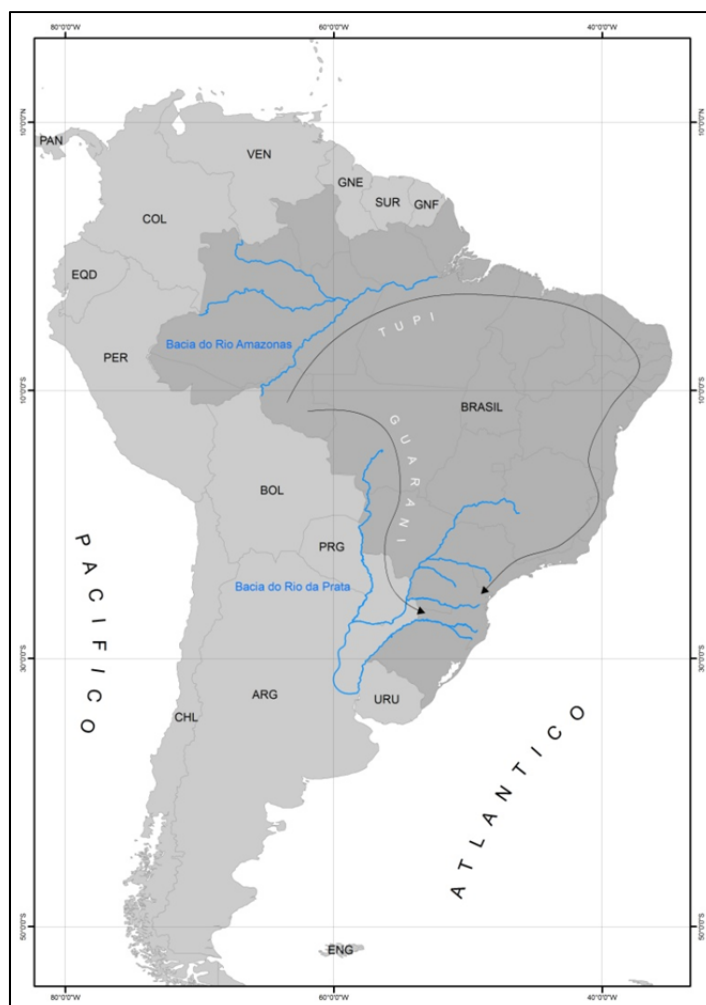 80°0'0"W 60°0'0"W 40°0'0"W
10°0'0"N 10°0'0"N
PAN
VEN
GNE
SUR
GNF
COL
EQD
TUPI
Bacia do Rio Amazonas
PER
10°0'0"S 10°0'0"S
BRASIL
GUARANI
BOL
PRG
PACIFICO
Bacia do Rio da Prata
30°0'0"S 30°0'0"S
ARG
URU
CHL
ATLANTICO
50°0'0"S 50°0'0"S
ENG
80°0'0"W 60°0'0"W 40°0'0"W